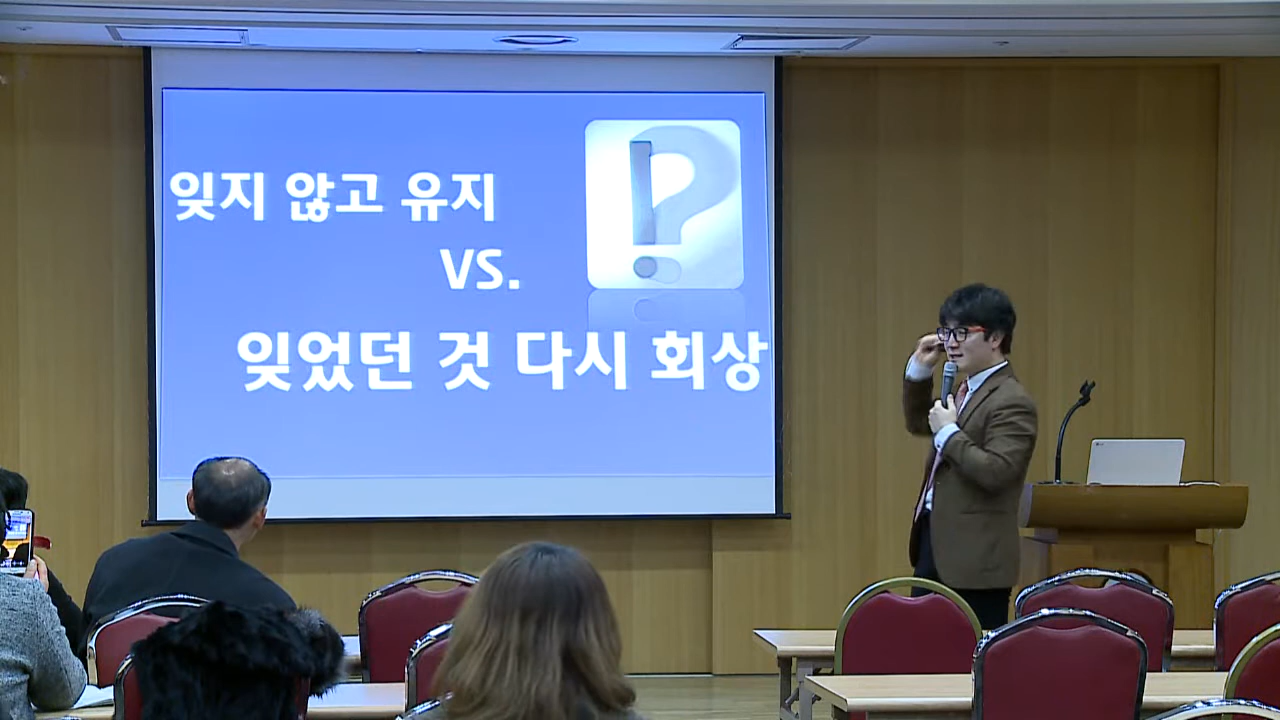 잊지 않고 유지
vs.
잊었던 것 다시 회상